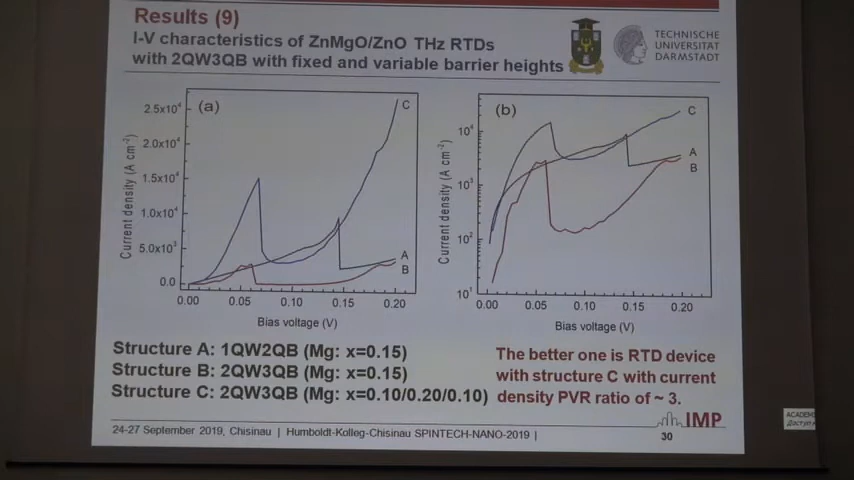 Results (9)
I-V characteristics of ZnMgO/ZnO THz RTDs
with 2QW3QB with fixed and variable barrier heights
TECHNISCHE
UNIVERSITÄT
DARMSTADT
(a)
C
2.5x10⁴
2.0x10⁴
1.5x10⁴
1.0x10⁴
5.0x10³
0.0
Current density (A cm⁻²)
A
B
0.00 0.05 0.10 0.15 0.20
Bias voltage (V)
(b)
C
10⁴
10³
10²
10¹
Current density (A cm⁻²)
A
B
0.00 0.05 0.10 0.15 0.20
Bias voltage (V)
Structure A: 1QW2QB (Mg: x=0.15)
Structure B: 2QW3QB (Mg: x=0.15)
Structure C: 2QW3QB (Mg: x=0.10/0.20/0.10)
The better one is RTD device
with structure C with current
density PVR ratio of ~ 3.
IMP
24-27 September 2019, Chisinau | Humboldt-Kolleg-Chisinau SPINTECH-NANO-2019 |
30